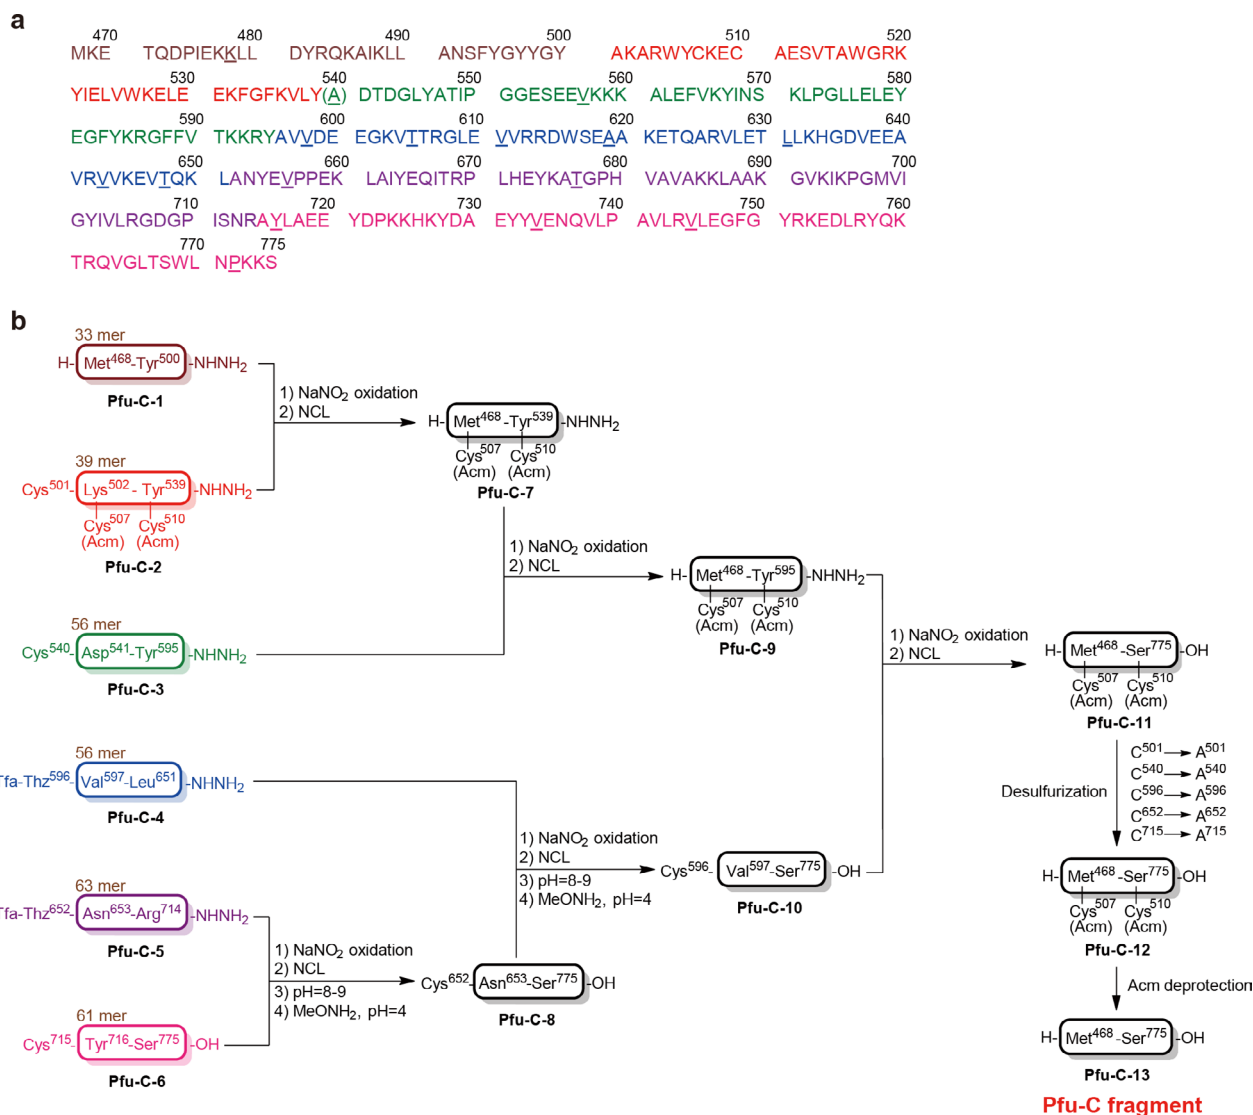 a
470 480 490 500 510 520
MKE TQDPIEKKLL DYRQKAIKLL ANSFYGYYGY AKARWYCKEC AESVTAWGRK
530 540 550 560 570 580
YIELVWKELE EKFGFKVLY(A) DTDGLYATIP GGESEEVKKK ALEFVKYINS KLPGLLELEY
590 600 610 620 630 640
EGFYKRGFFV TKKRYAVVDE EGKVTTRGLE VVRRDWSEAA KETQARVLET LLKHGDVEEA
650 660 670 680 690 700
VRVVKEVTQK LANYEVPPEK LAIYEQITRP LHEYKATGPH VAVAKKLAAK GVKIKPGMVI
710 720 730 740 750 760
GYIVLRGDGP ISNRAYLAEE YDPKKHKYDA EYYVENQVLP AVLRVLEGFG YRKEDLRYQK
770 775
TRQVGLTSWL NPKKS
b
33 mer
H-Met468-Tyr500-NHNH2
Pfu-C-1
1) NaNO2 oxidation
2) NCL
H-Met468-Tyr539-NHNH2
Cys507 Cys510
(Acm) (Acm)
Pfu-C-7
39 mer
Cys501-Lys502-Tyr539-NHNH2
Cys507 Cys510
(Acm) (Acm)
Pfu-C-2
1) NaNO2 oxidation
2) NCL
H-Met468-Tyr595-NHNH2
Cys507 Cys510
(Acm) (Acm)
Pfu-C-9
56 mer
Cys540-Asp541-Tyr595-NHNH2
Pfu-C-3
1) NaNO2 oxidation
2) NCL
H-Met468-Ser775-OH
Cys507 Cys510
(Acm) (Acm)
Pfu-C-11
56 mer
Tfa-Thz596-Val597-Leu651-NHNH2
Pfu-C-4
Desulfurization
C501 → A501
C540 → A540
C596 → A596
C652 → A652
C715 → A715
1) NaNO2 oxidation
2) NCL
3) pH=8-9
4) MeONH2, pH=4
Cys596-Val597-Ser775-OH
Pfu-C-10
H-Met468-Ser775-OH
Cys507 Cys510
(Acm) (Acm)
Pfu-C-12
63 mer
Tfa-Thz652-Asn653-Arg714-NHNH2
Pfu-C-5
1) NaNO2 oxidation
2) NCL
3) pH=8-9
4) MeONH2, pH=4
Cys652-Asn653-Ser775-OH
Pfu-C-8
Acm deprotection
61 mer
Cys715-Tyr716-Ser775-OH
Pfu-C-6
H-Met468-Ser775-OH
Pfu-C-13
Pfu-C fragment